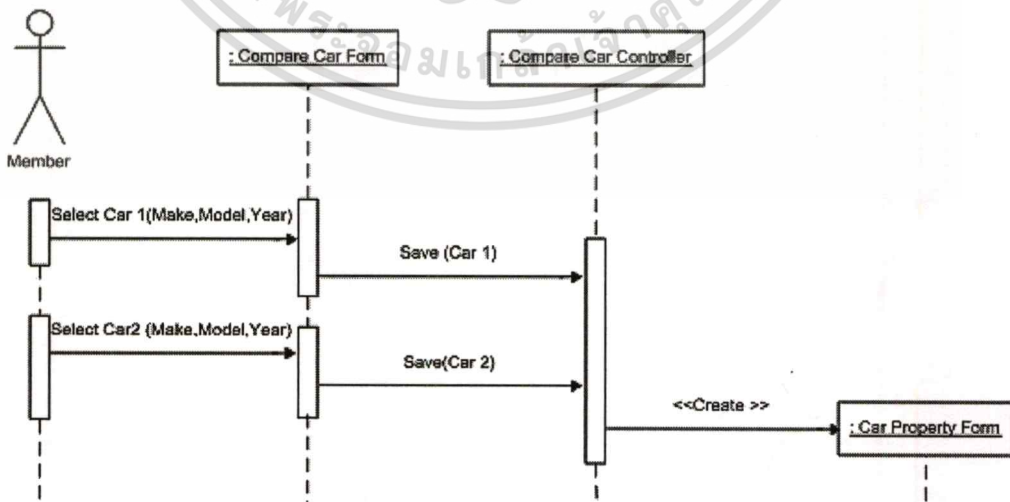 : Compare Car Form
: Compare Car Controller
Member
Select Car 1(Make,Model,Year)
Save (Car 1)
Select Car2 (Make,Model,Year)
Save(Car 2)
<<Create >>
: Car Property Form